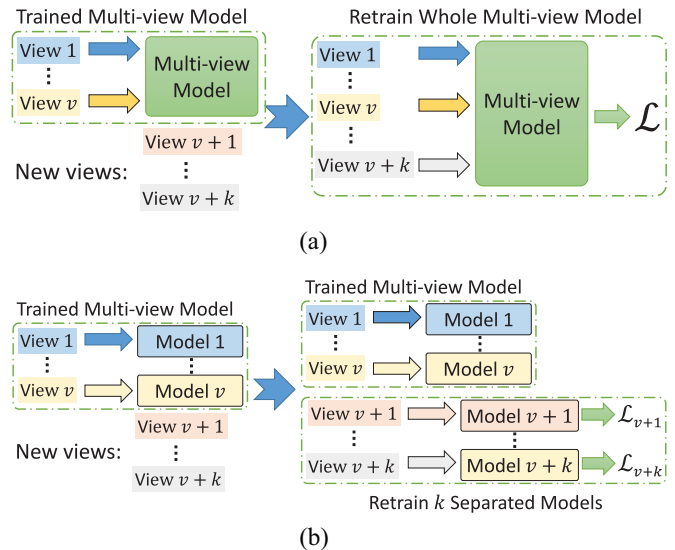 Trained Multi-view Model
Retrain Whole Multi-view Model
View 1
View v
Multi-view
Model
New views:
View v + 1
View v + k
View 1
View v
View v + k
Multi-view
Model
ℒ
(a)
Trained Multi-view Model
View 1
Model 1
View v
Model v
New views:
View v + 1
View v + k
Trained Multi-view Model
View 1
Model 1
View v
Model v
View v + 1
Model v + 1
ℒv+1
View v + k
Model v + k
ℒv+k
Retrain k Separated Models
(b)